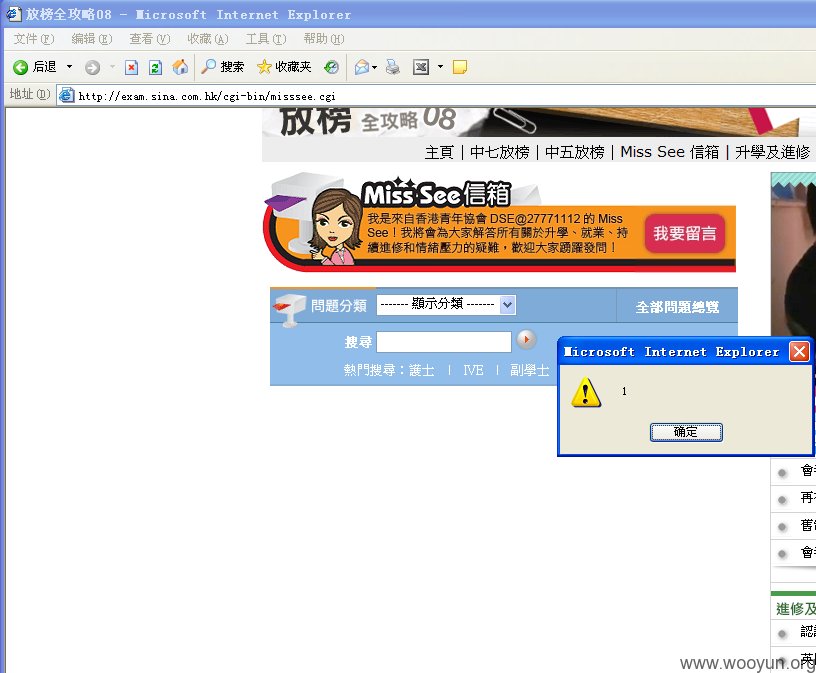 放榜全攻略08 - Microsoft Internet Explorer
文件(F) 编辑(E) 查看(V) 收藏(A) 工具(T) 帮助(H)
后退 搜索 收藏夹
地址(D) http://exam.sina.com.hk/cgi-bin/misssee.cgi
放榜 全攻略 08
主頁 | 中七放榜 | 中五放榜 | Miss See 信箱 | 升學及進修
Miss See 信箱
我是來自香港青年協會 DSE@27771112 的 Miss
See！我將會為大家解答所有關於升學、就業、持
續進修和情緒壓力的疑難，歡迎大家踴躍發問！
我要留言
問題分類 ------- 顯示分類 ------- 全部問題總覽
搜尋
熱門搜尋：護士 | IVE | 副學士
Microsoft Internet Explorer
1
确定
會
再
舊
會
進修及
認
英
www.wooyun.org